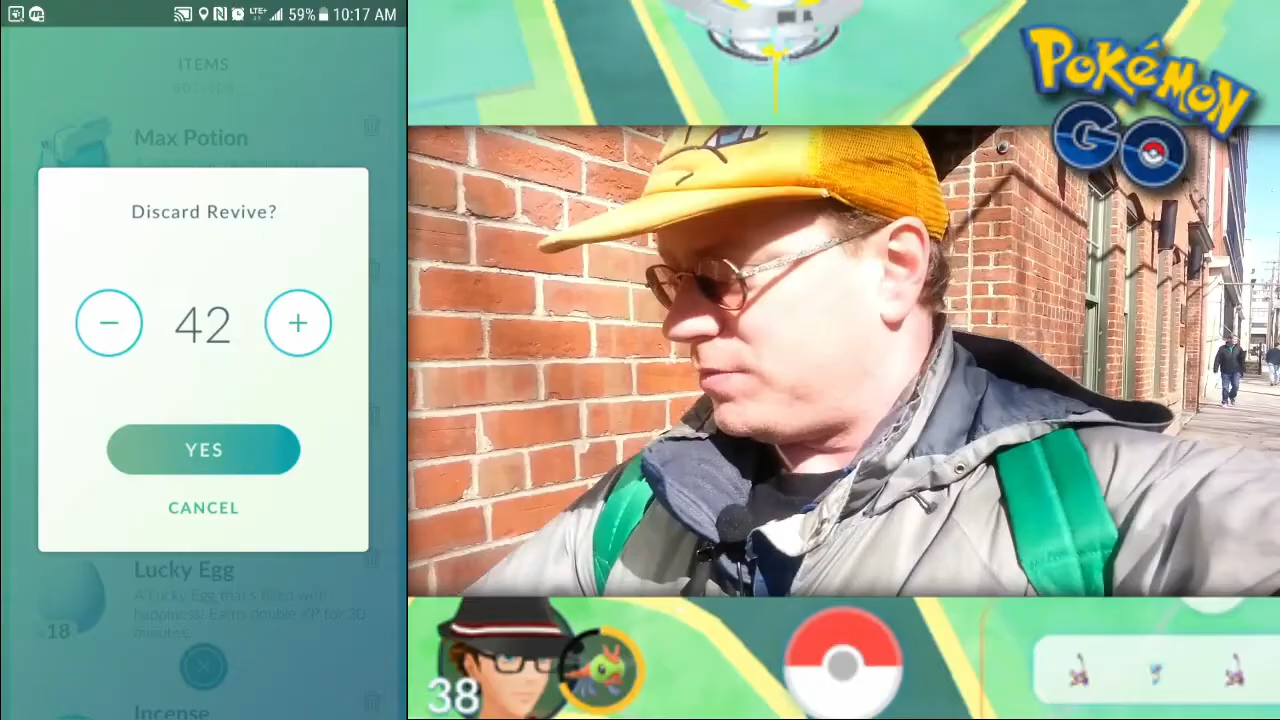 59% 10:17 AM
ITEMS
Max Potion
Discard Revive?
− 42 +
YES
CANCEL
Lucky Egg
A Lucky Egg that's filled with
happiness! Earns double XP for 30
minutes.
18
Incense
POKéMON
GO
38